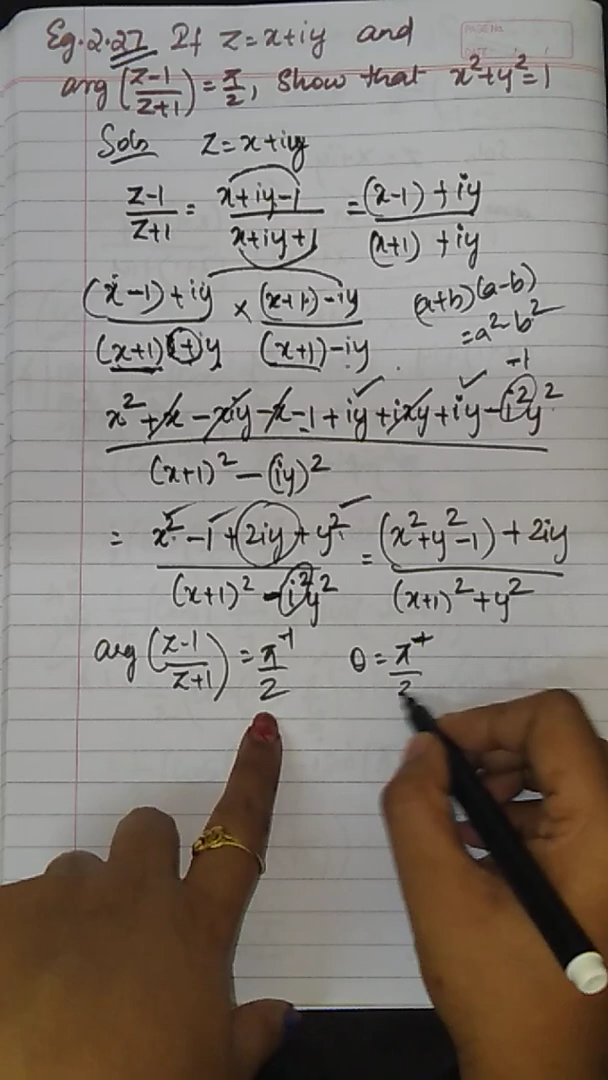 Eg.2.27 If z=x+iy and
arg(z-1/z+1)=π/2, show that x²+y²=1
Soln z=x+iy
z-1/z+1 = x+iy-1/x+iy+1 = (x-1)+iy/(x+1)+iy
(x-1)+iy/(x+1)+iy × (x+1)-iy/(x+1)-iy (a+b)(a-b)
=a²-b²
-1
x²+x-xiy-x-1+iy+ixy+iy-i²y²/(x+1)²-(iy)²
= x²-1+2iy+y²/(x+1)²-i²y² = (x²+y²-1)+2iy/(x+1)²+y²
arg(z-1/z+1)=π/2 θ=π/2